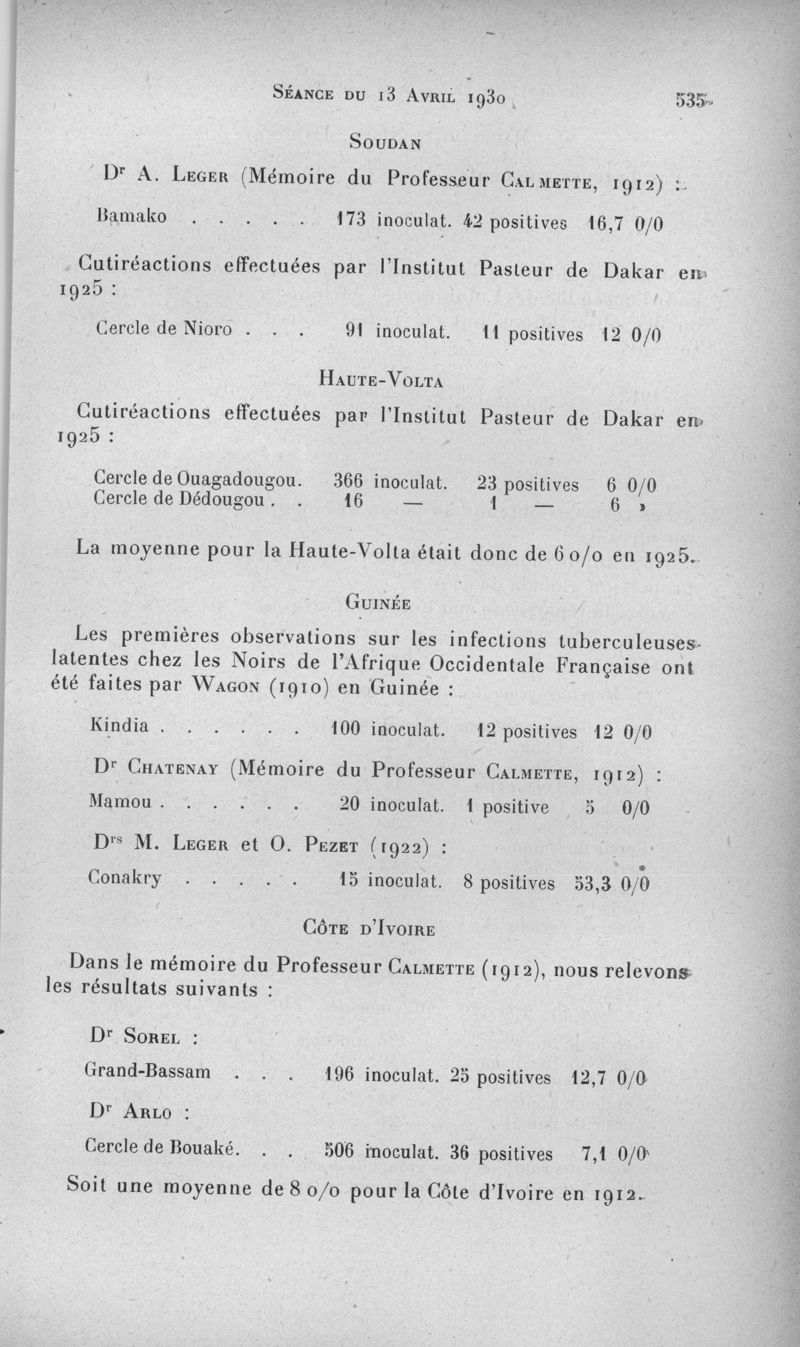 Séance du 13 Avril 1930 535
Soudan
Dr A. Leger (Mémoire du Professeur Calmette, 1912) :
Bamako . . . . . 173 inoculat. 42 positives 16,7 0/0
Cutiréactions effectuées par l'Institut Pasteur de Dakar en
1925 :
Cercle de Nioro . . . 91 inoculat. 11 positives 12 0/0
Haute-Volta
Cutiréactions effectuées par l'Institut Pasteur de Dakar en
1925 :
Cercle de Ouagadougou. 366 inoculat. 23 positives 6 0/0
Cercle de Dédougou . . 16 — 1 — 6 »
La moyenne pour la Haute-Volta était donc de 6 0/0 en 1925.
Guinée
Les premières observations sur les infections tuberculeuses
latentes chez les Noirs de l'Afrique Occidentale Française ont
été faites par Wagon (1910) en Guinée :
Kindia . . . . . . 100 inoculat. 12 positives 12 0/0
Dr Chatenay (Mémoire du Professeur Calmette, 1912) :
Mamou . . . . . . 20 inoculat. 1 positive 5 0/0
Drs M. Leger et O. Pezet (1922) :
Conakry . . . . . 15 inoculat. 8 positives 53,3 0/0
Côte d'Ivoire
Dans le mémoire du Professeur Calmette (1912), nous relevons
les résultats suivants :
Dr Sorel :
Grand-Bassam . . . 196 inoculat. 25 positives 12,7 0/0
Dr Arlo :
Cercle de Bouaké. . . 506 inoculat. 36 positives 7,1 0/0
Soit une moyenne de 8 0/0 pour la Côte d'Ivoire en 1912.